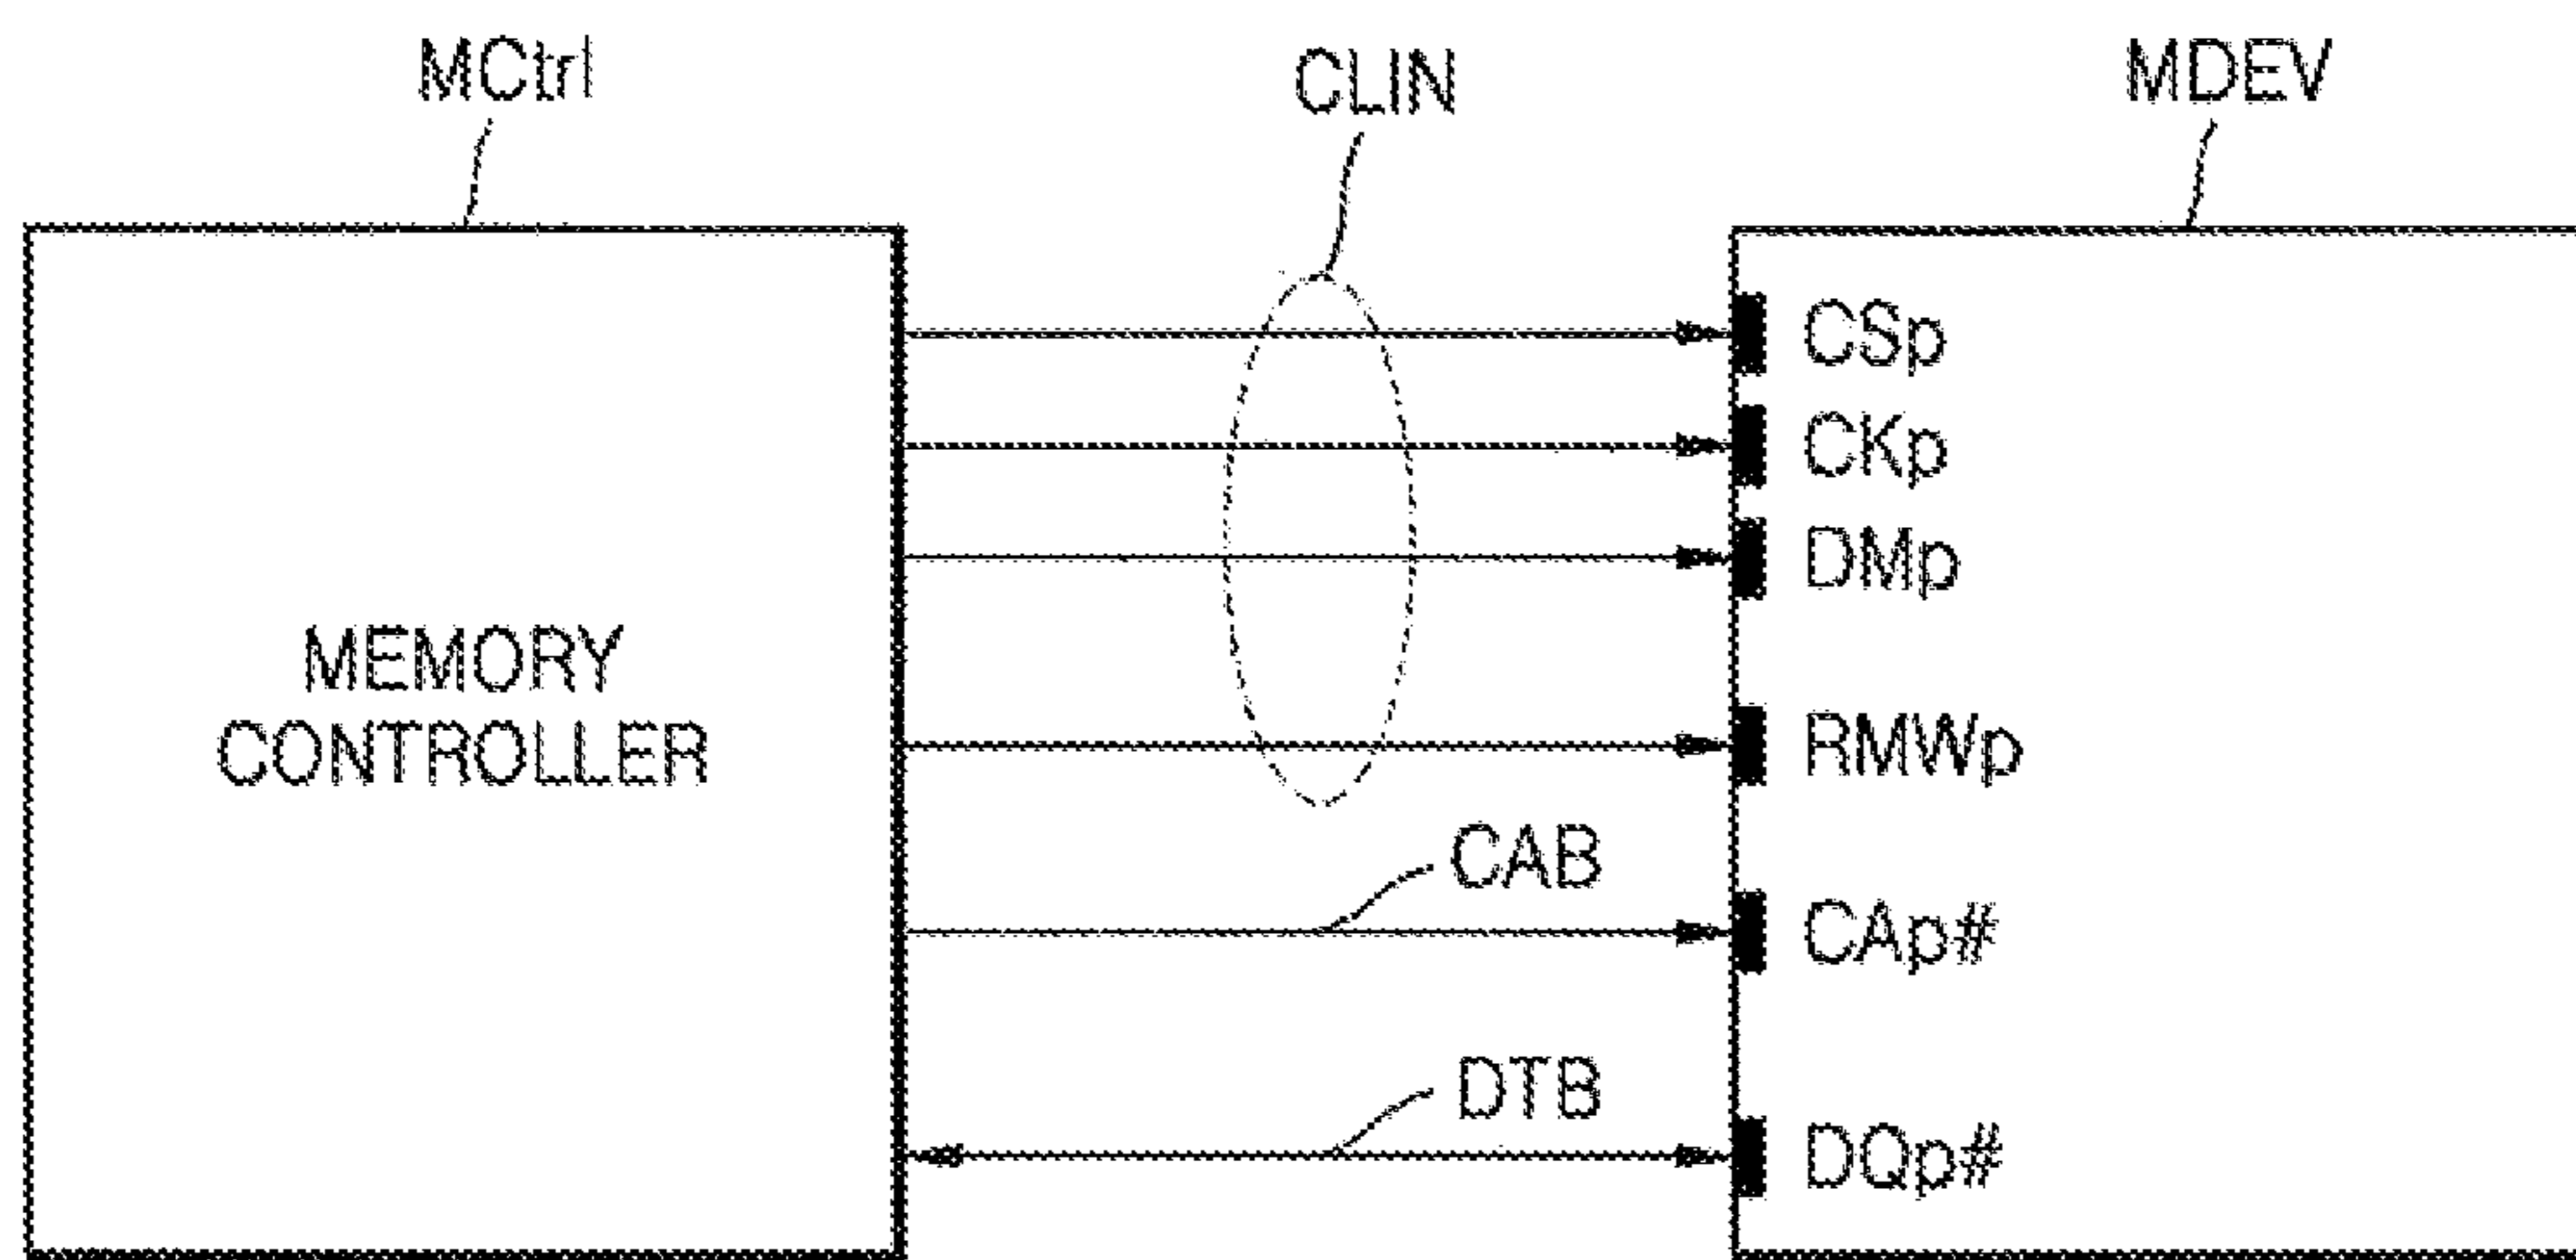 MCtrl
CLIN
MDEV
CSp
CKp
DMp
MEMORY
CONTROLLER
RMWp
CAB
CAp#
DTB
DQp#